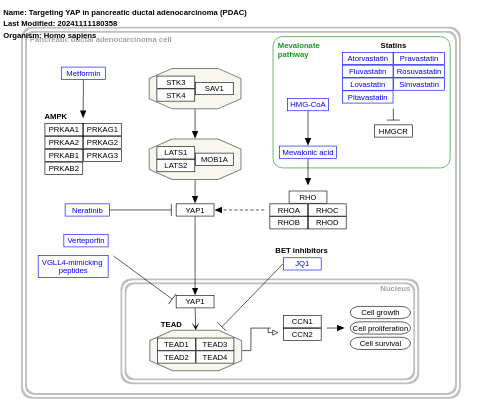 Name: Targeting YAP in pancreatic ductal adenocarcinoma (PDAC)
Last Modified: 20241111180358
Organism: Homo sapiens
Pancreatic ductal adenocarcinoma cell
Metformin
AMPK
PRKAA1 PRKAG1
PRKAA2 PRKAG2
PRKAB1 PRKAG3
PRKAB2
STK3
STK4
SAV1
LATS1
LATS2
MOB1A
Mevalonate
pathway
Statins
Atorvastatin Pravastatin
Fluvastatin Rosuvastatin
Lovastatin Simvastatin
Pitavastatin
HMG-CoA
HMGCR
Mevalonic acid
RHO
RHOA RHOC
RHOB RHOD
Neratinib
YAP1
Verteporfin
VGLL4-mimicking
peptides
BET inhibitors
JQ1
Nucleus
YAP1
TEAD
TEAD1 TEAD3
TEAD2 TEAD4
CCN1
CCN2
Cell growth
Cell proliferation
Cell survival